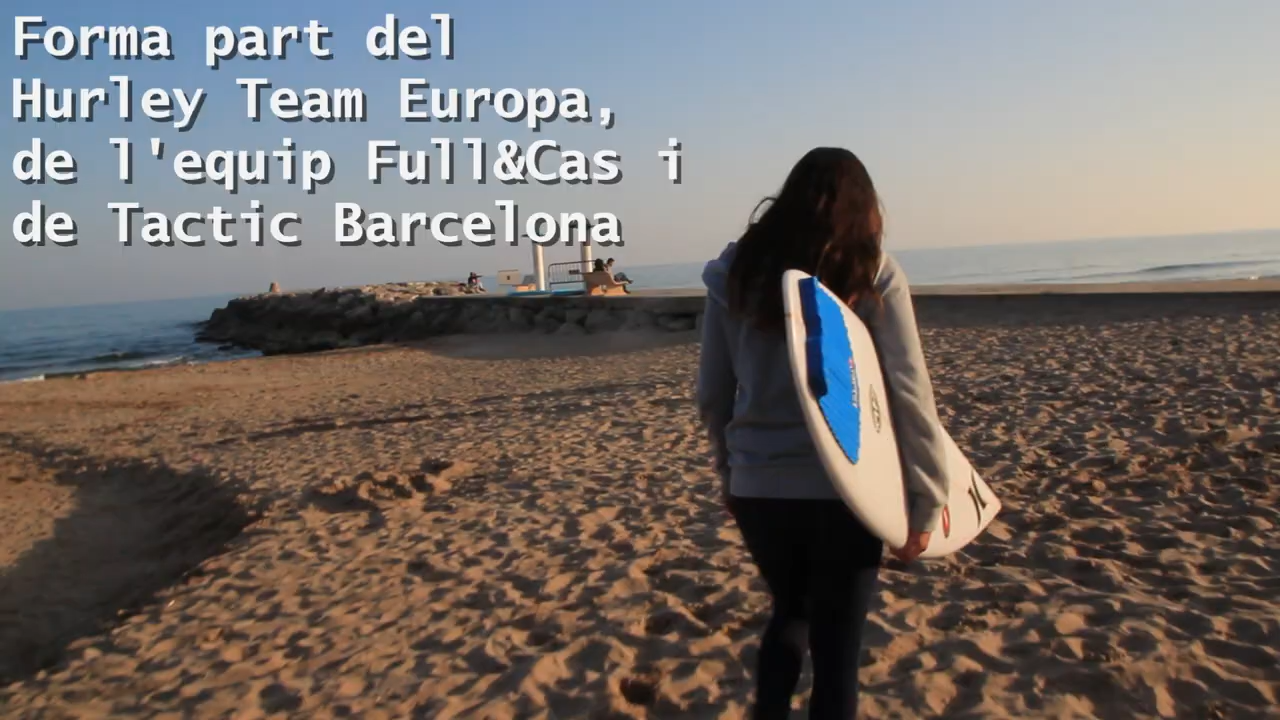 Forma part del
Hurley Team Europa,
de l'equip Full&Cas i
de Tactic Barcelona